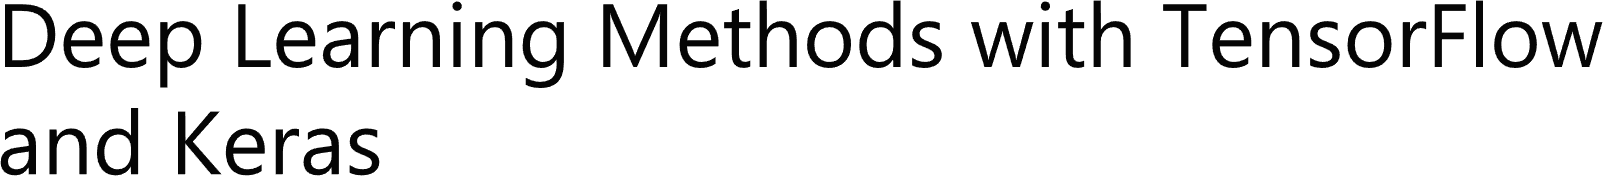 Deep Learning Methods with TensorFlow
and Keras